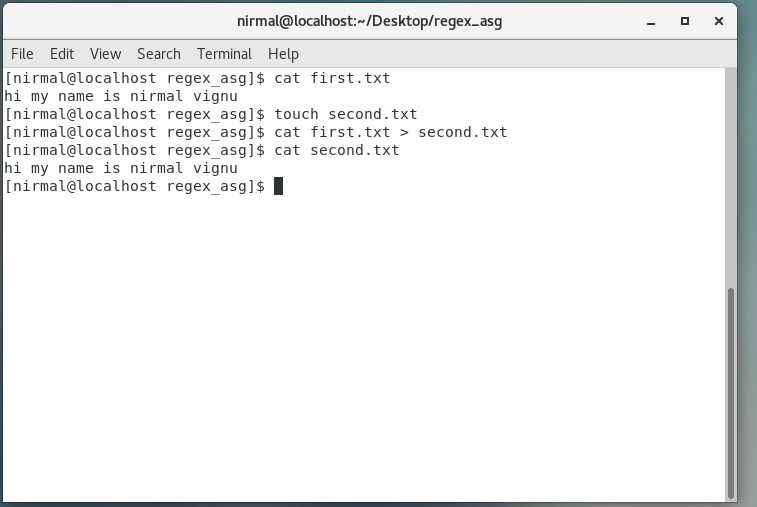 nirmal@localhost:~/Desktop/regex_asg
File Edit View Search Terminal Help
[nirmal@localhost regex_asg]$ cat first.txt
hi my name is nirmal vignu
[nirmal@localhost regex_asg]$ touch second.txt
[nirmal@localhost regex_asg]$ cat first.txt > second.txt
[nirmal@localhost regex_asg]$ cat second.txt
hi my name is nirmal vignu
[nirmal@localhost regex_asg]$